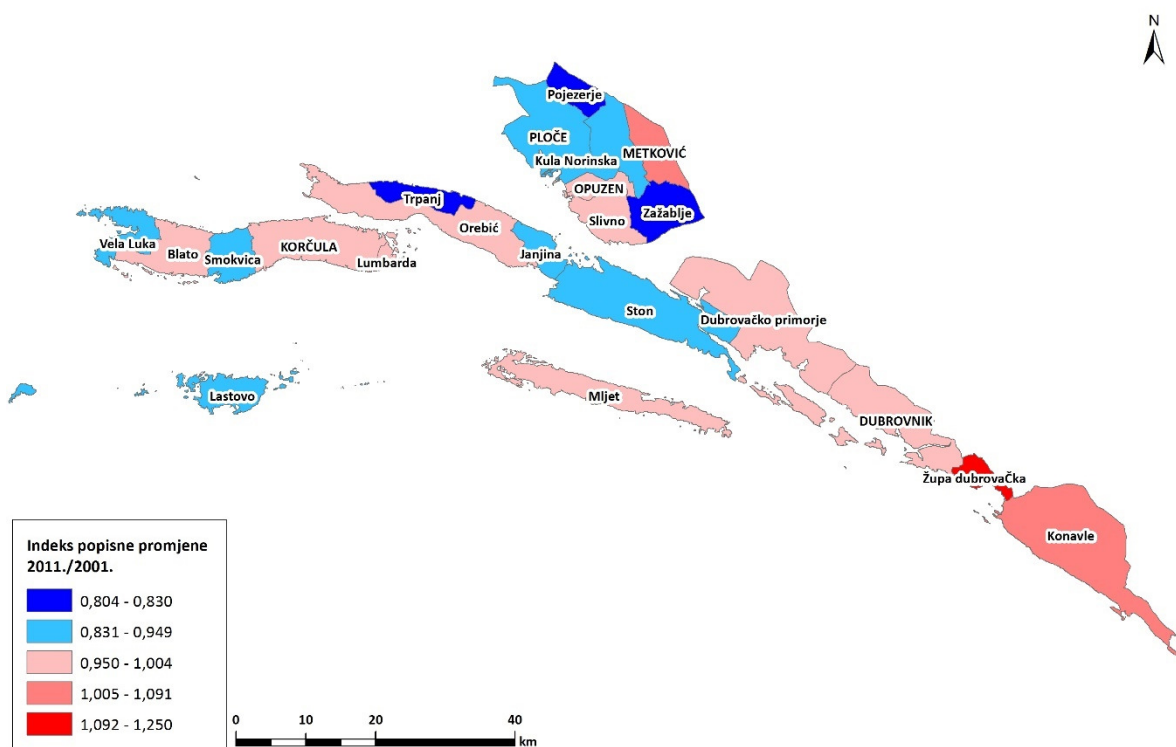 N
Pojezerje
PLOČE
Kula Norinska
METKOVIĆ
OPUZEN
Trpanj
Zažablje
Slivno
Orebić
Vela Luka
Blato
Smokvica
KORČULA
Lumbarda
Janjina
Ston
Dubrovačko primorje
Lastovo
Mljet
DUBROVNIK
Župa dubrovaČka
Konavle
Indeks popisne promjene
2011./2001.
0,804 - 0,830
0,831 - 0,949
0,950 - 1,004
1,005 - 1,091
1,092 - 1,250
0 10 20 40
km